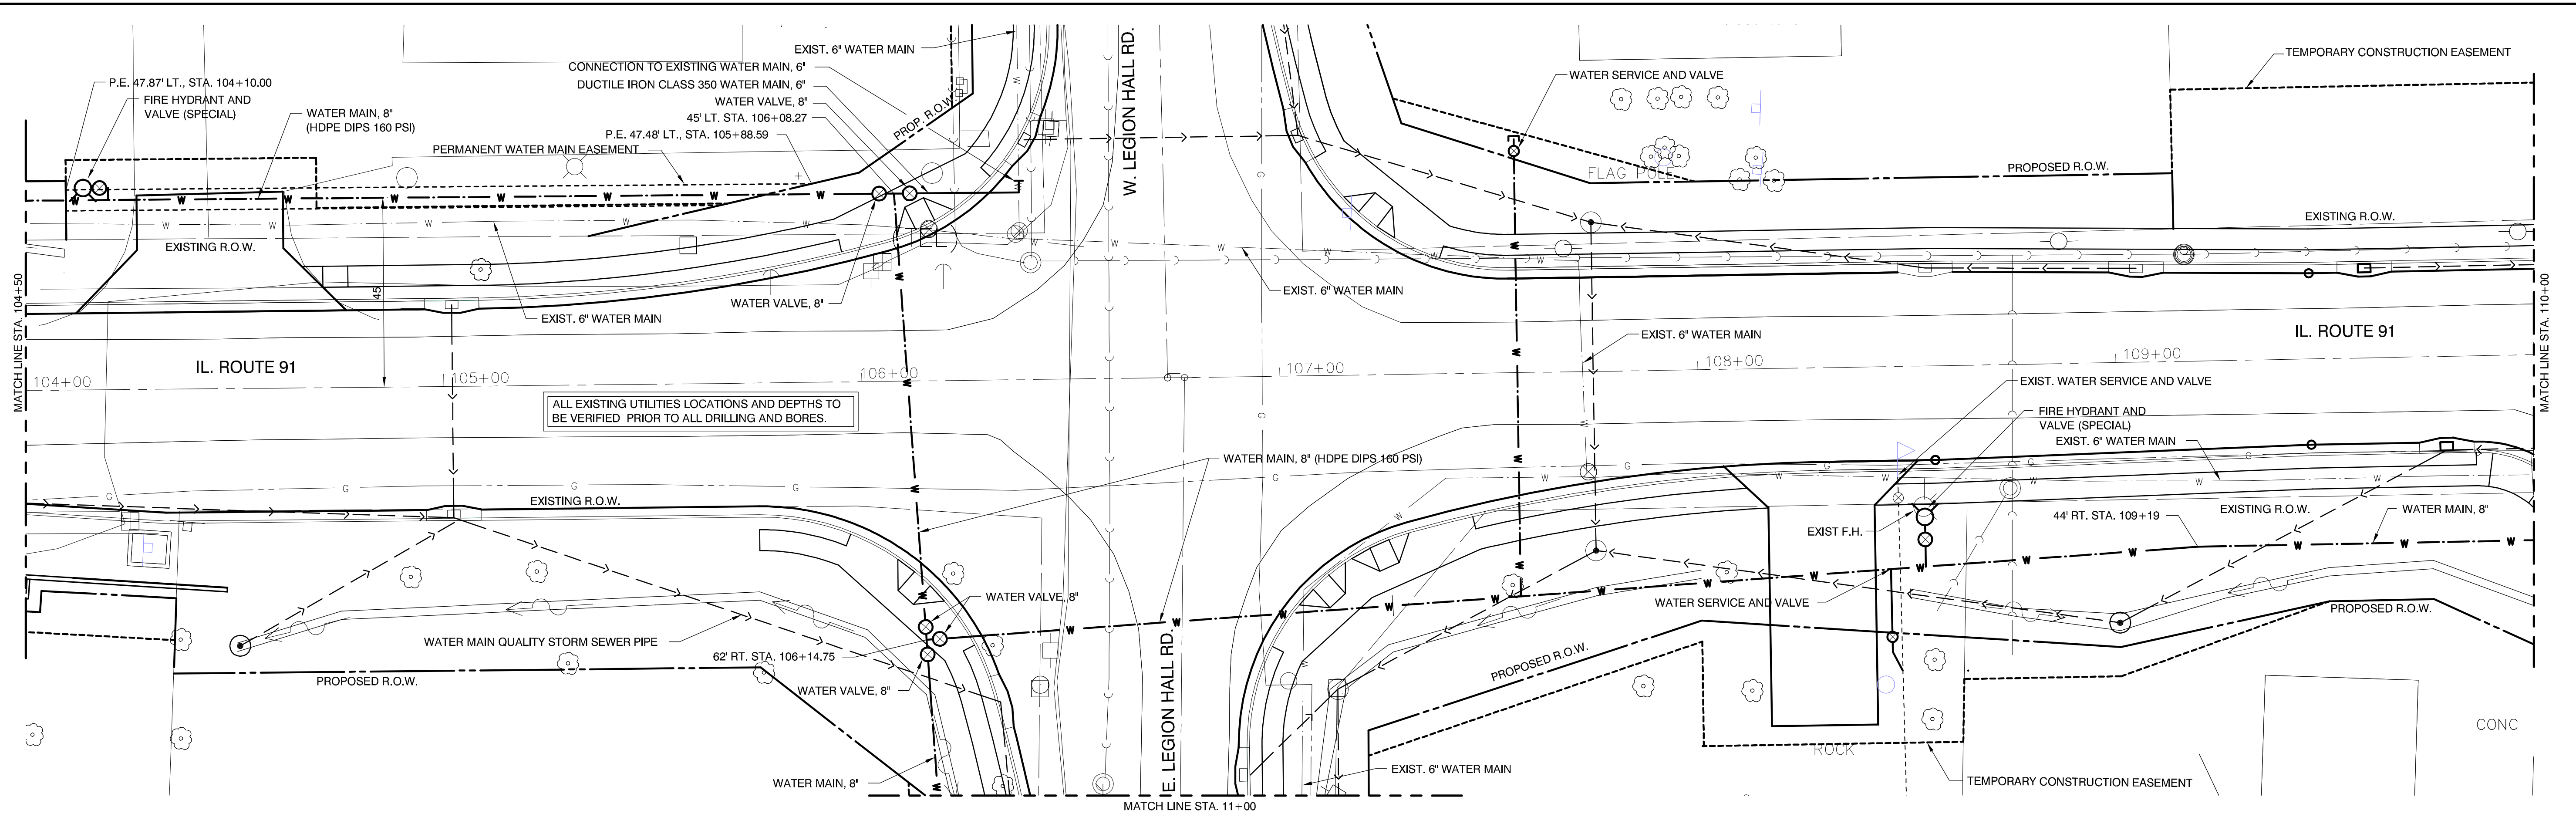 EXIST. 6" WATER MAIN
CONNECTION TO EXISTING WATER MAIN, 6"
DUCTILE IRON CLASS 350 WATER MAIN, 6"
WATER VALVE, 8"
45' LT. STA. 106+08.27
P.E. 47.48' LT., STA. 105+88.59
PERMANENT WATER MAIN EASEMENT
P.E. 47.87' LT., STA. 104+10.00
FIRE HYDRANT AND
VALVE (SPECIAL)
WATER MAIN, 8"
(HDPE DIPS 160 PSI)
PROP. R.O.W.
W. LEGION HALL RD.
WATER SERVICE AND VALVE
TEMPORARY CONSTRUCTION EASEMENT
FLAG POLE
PROPOSED R.O.W.
EXISTING R.O.W.
EXISTING R.O.W.
WATER VALVE, 8"
EXIST. 6" WATER MAIN
EXIST. 6" WATER MAIN
45'
MATCH LINE STA. 104+50
MATCH LINE STA. 110+00
IL. ROUTE 91
IL. ROUTE 91
EXIST. 6" WATER MAIN
104+00
105+00
106+00
107+00
108+00
109+00
ALL EXISTING UTILITIES LOCATIONS AND DEPTHS TO
BE VERIFIED PRIOR TO ALL DRILLING AND BORES.
EXIST. WATER SERVICE AND VALVE
FIRE HYDRANT AND
VALVE (SPECIAL)
EXIST. 6" WATER MAIN
WATER MAIN, 8" (HDPE DIPS 160 PSI)
EXISTING R.O.W.
44' RT. STA. 109+19
EXISTING R.O.W.
WATER MAIN, 8"
EXIST F.H.
WATER VALVE, 8"
WATER SERVICE AND VALVE
PROPOSED R.O.W.
WATER MAIN QUALITY STORM SEWER PIPE
62' RT. STA. 106+14.75
E. LEGION HALL RD.
PROPOSED R.O.W.
PROPOSED R.O.W.
WATER VALVE, 8"
CONC
ROCK
WATER MAIN, 8"
EXIST. 6" WATER MAIN
TEMPORARY CONSTRUCTION EASEMENT
MATCH LINE STA. 11+00